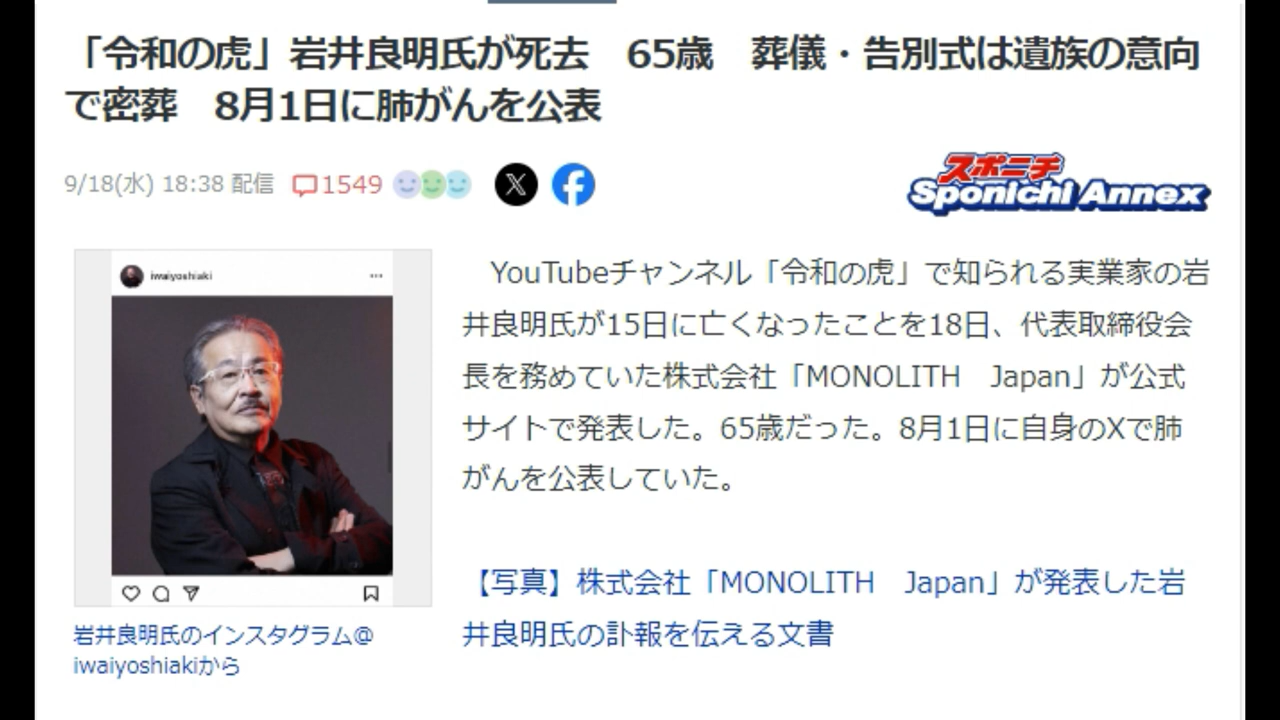 「令和の虎」岩井良明氏が死去　65歳　葬儀・告別式は遺族の意向
で密葬　8月1日に肺がんを公表
9/18(水) 18:38 配信 1549
スポニチ
Sponichi Annex
iwaiyoshiaki
YouTubeチャンネル「令和の虎」で知られる実業家の岩
井良明氏が15日に亡くなったことを18日、代表取締役会
長を務めていた株式会社「MONOLITH　Japan」が公式
サイトで発表した。65歳だった。8月1日に自身のXで肺
がんを公表していた。
【写真】株式会社「MONOLITH　Japan」が発表した岩
井良明氏の訃報を伝える文書
岩井良明氏のインスタグラム@
iwaiyoshiakiから